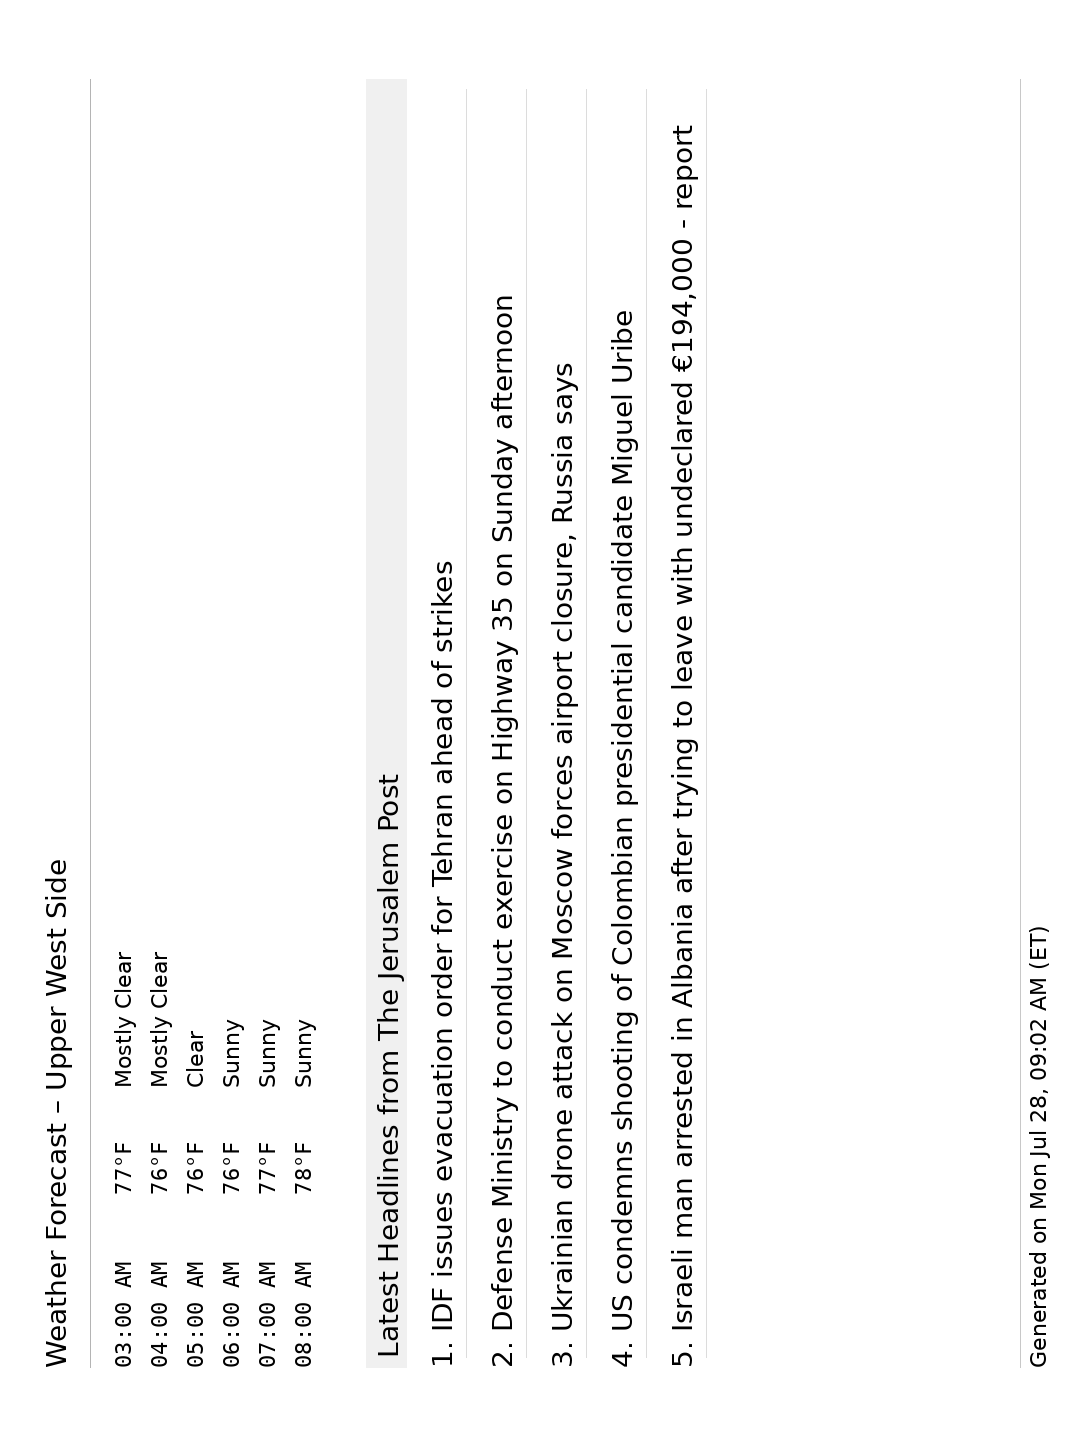 Weather Forecast – Upper West Side
03:00 AM 77°F Mostly Clear
04:00 AM 76°F Mostly Clear
05:00 AM 76°F Clear
06:00 AM 76°F Sunny
07:00 AM 77°F Sunny
08:00 AM 78°F Sunny
Latest Headlines from The Jerusalem Post
1. IDF issues evacuation order for Tehran ahead of strikes
2. Defense Ministry to conduct exercise on Highway 35 on Sunday afternoon
3. Ukrainian drone attack on Moscow forces airport closure, Russia says
4. US condemns shooting of Colombian presidential candidate Miguel Uribe
5. Israeli man arrested in Albania after trying to leave with undeclared €194,000 - report
Generated on Mon Jul 28, 09:02 AM (ET)